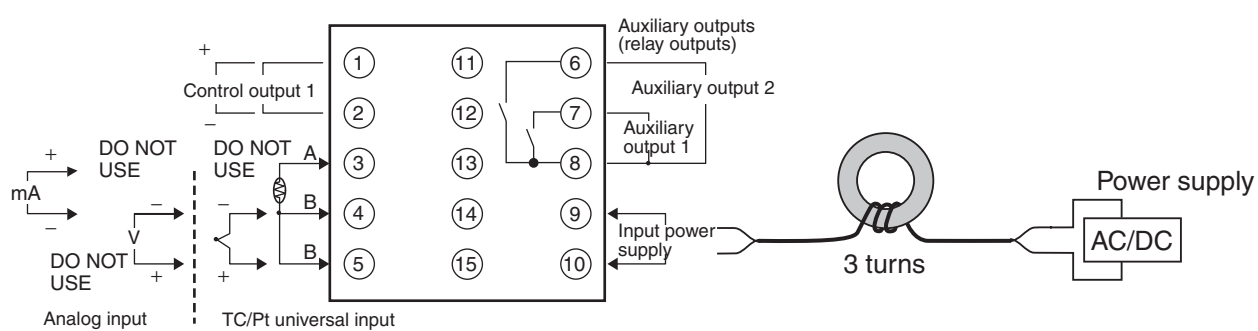 Auxiliary outputs
(relay outputs)
+
1
11
6
Control output 1
Auxiliary output 2
2
12
7
−
Auxiliary
output 1
DO NOT
USE
DO NOT
USE
A
3
13
8
+
mA
−
−
V
+
−
+
B
4
14
9
Input power
supply
DO NOT
USE
B
5
15
10
Analog input
TC/Pt universal input
3 turns
Power supply
AC/DC